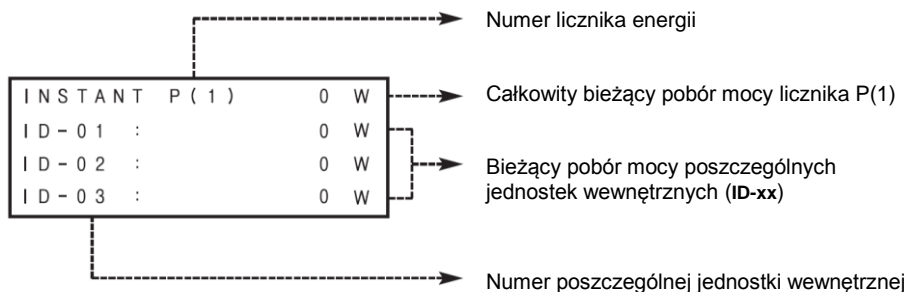 Numer licznika energii
INSTANT P(1) 0 W
Całkowity bieżący pobór mocy licznika P(1)
ID-01 : 0 W
ID-02 : 0 W
ID-03 : 0 W
Bieżący pobór mocy poszczególnych
jednostek wewnętrznych (ID-xx)
Numer poszczególnej jednostki wewnętrznej